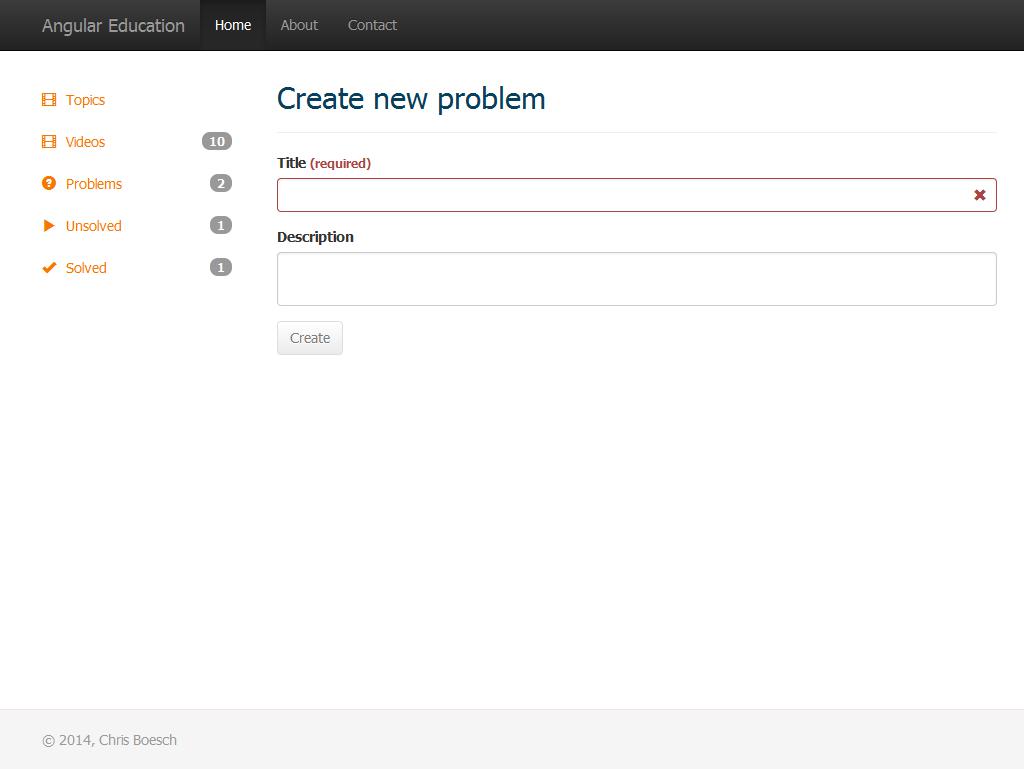 Angular Education Home About Contact
Topics
Videos 10
Problems 2
Unsolved 1
Solved 1
Create new problem
Title (required)
Description
Create
© 2014, Chris Boesch